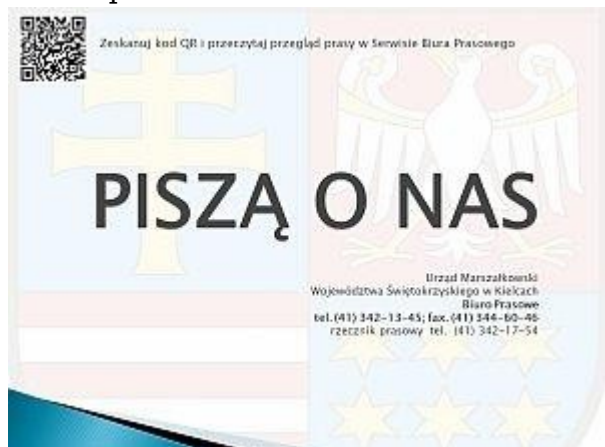 Zeskanuj kod QR i przeczytaj przegląd prasy w Serwisie Biura Prasowego
PISZĄ O NAS
Urząd Marszałkowski
Województwa Świętokrzyskiego w Kielcach
Biuro Prasowe
tel.(41) 342-13-45; fax.(41) 344-60-46
rzecznik prasowy tel. (41) 342-17-54